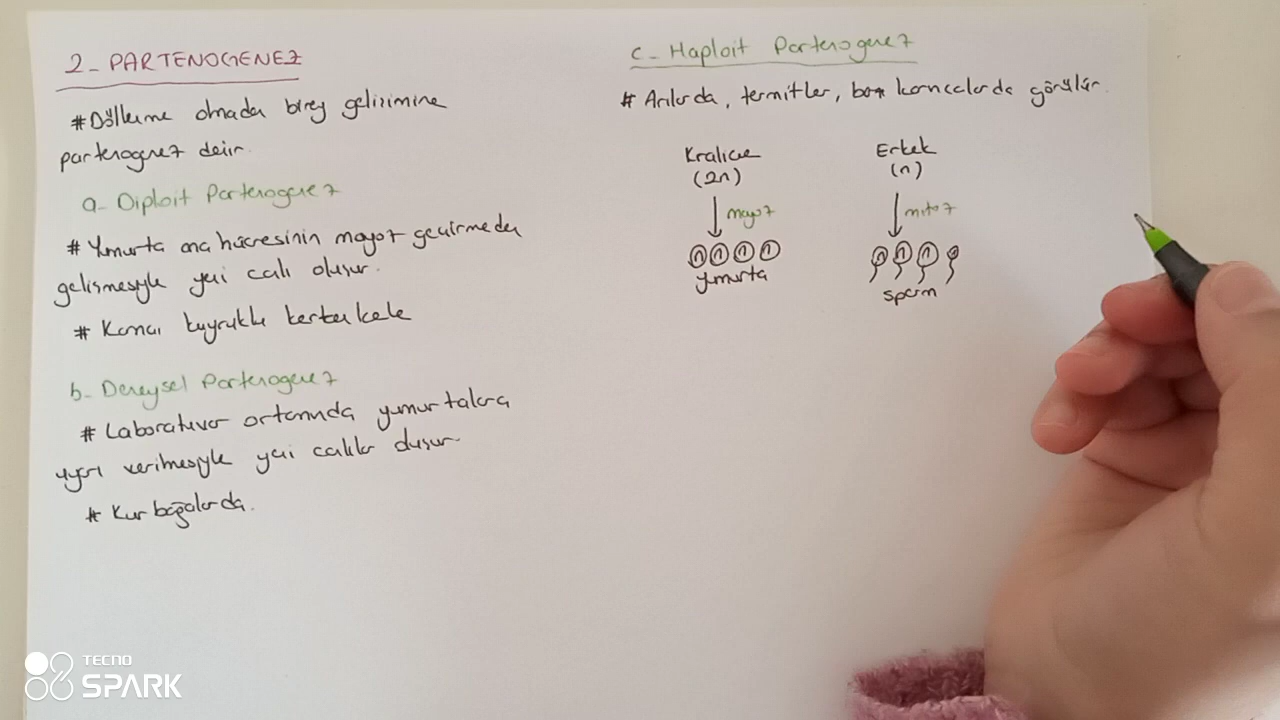 2- PARTENOGENEZ
# Dölleme olmadan birey gelişimine
partenogenez denir.
a- Diploit Partenogenez
# Yumurta ana hücresinin mayoz geçirmeden
gelişmesiyle yeni canlı oluşur.
# Kamçı kuyruklu kertenkele
b- Deneysel Partenogenez
# Laboratuvar ortamında yumurtalara
uyarı verilmesiyle yeni canlılar oluşur.
# Kurbağalarda.
c- Haploit Partenogenez
# Arılarda, termitler, bazı karıncalarda görülür.
Kraliçe Erkek
(2n) (n)
mayoz mitoz
n n n n n n n n
yumurta sperm
TECNO
SPARK